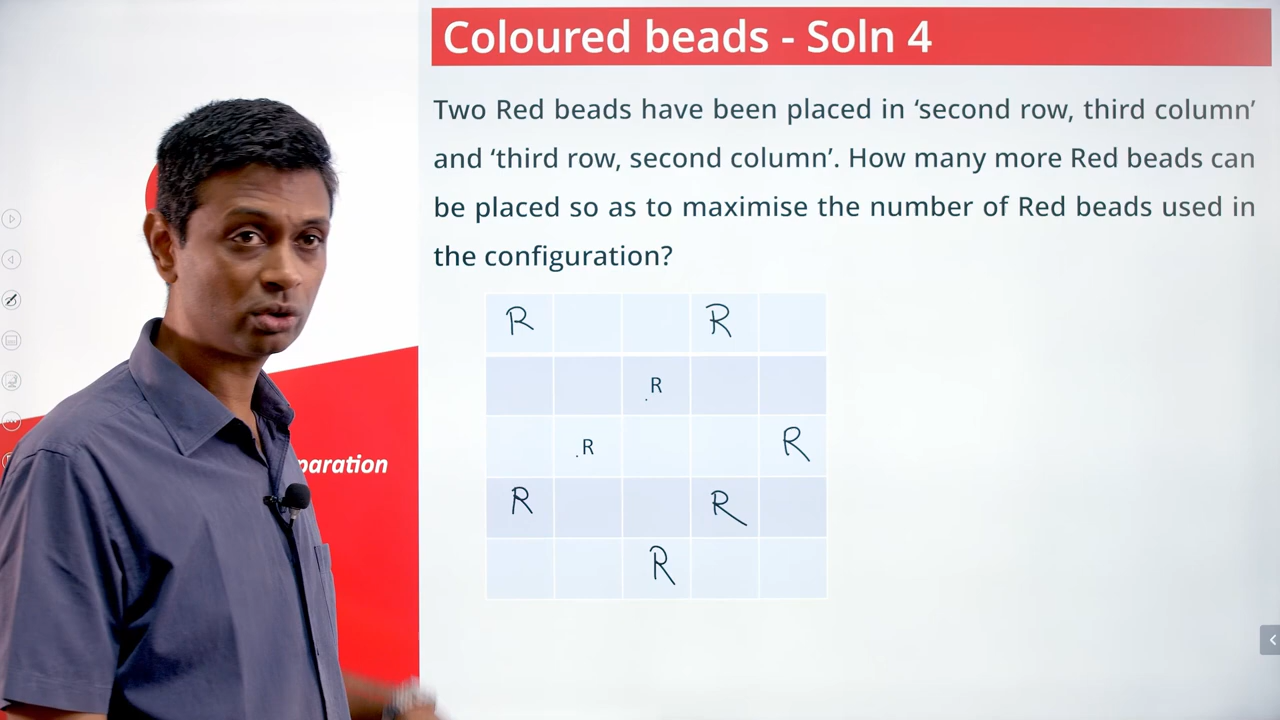 Coloured beads - Soln 4
Two Red beads have been placed in ‘second row, third column’
and ‘third row, second column’. How many more Red beads can
be placed so as to maximise the number of Red beads used in
the configuration?
R R
R
R R
R R
R
paration